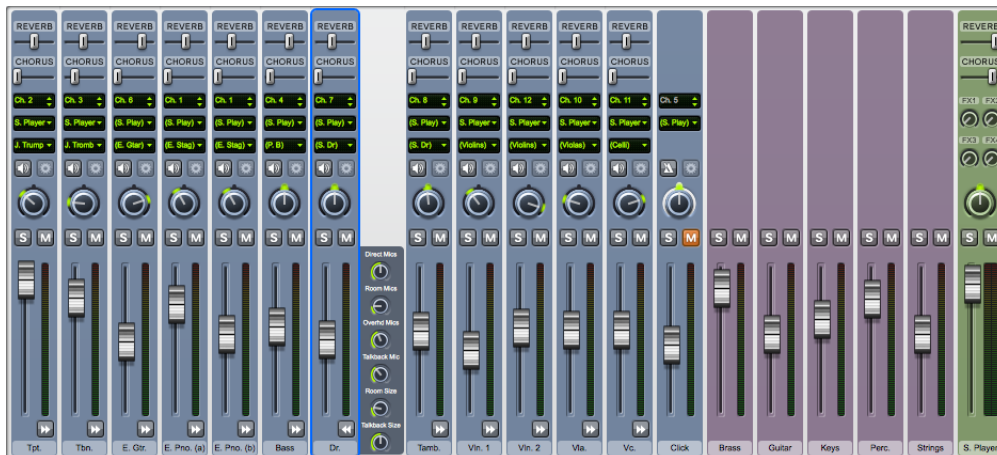 REVERB REVERB REVERB REVERB REVERB REVERB REVERB REVERB REVERB REVERB REVERB REVERB REVERB
CHORUS CHORUS CHORUS CHORUS CHORUS CHORUS CHORUS CHORUS CHORUS CHORUS CHORUS CHORUS CHORUS
Ch. 2 Ch. 3 Ch. 6 Ch. 1 Ch. 1 Ch. 4 Ch. 7 Ch. 8 Ch. 9 Ch. 12 Ch. 10 Ch. 11 Ch. 5
FX1 FX2
S. Player S. Player (S. Play) (S. Play) (S. Play) (S. Play) (S. Play) (S. Play) (S. Play) (S. Play) (S. Play) S. Player (S. Play)
J. Trump J. Tromb (E. Gtar) (E. Stag) (E. Stag) (P. B) (S. Dr) (S. Dr) (Violins) (Violins) (Violas) (Celli)
FX3 FX4
S M S M S M S M S M S M S M S M S M S M S M S M S M S M S M S M S M S M S M
Direct Mics
Room Mics
Overhd Mics
Talkback Mic
Room Size
Talkback Size
Tpt. Tbn. E. Gtr. E. Pno. (a) E. Pno. (b) Bass Dr. Tamb. Vln. 1 Vln. 2 Vla. Vc. Click Brass Guitar Keys Perc. Strings S. Player